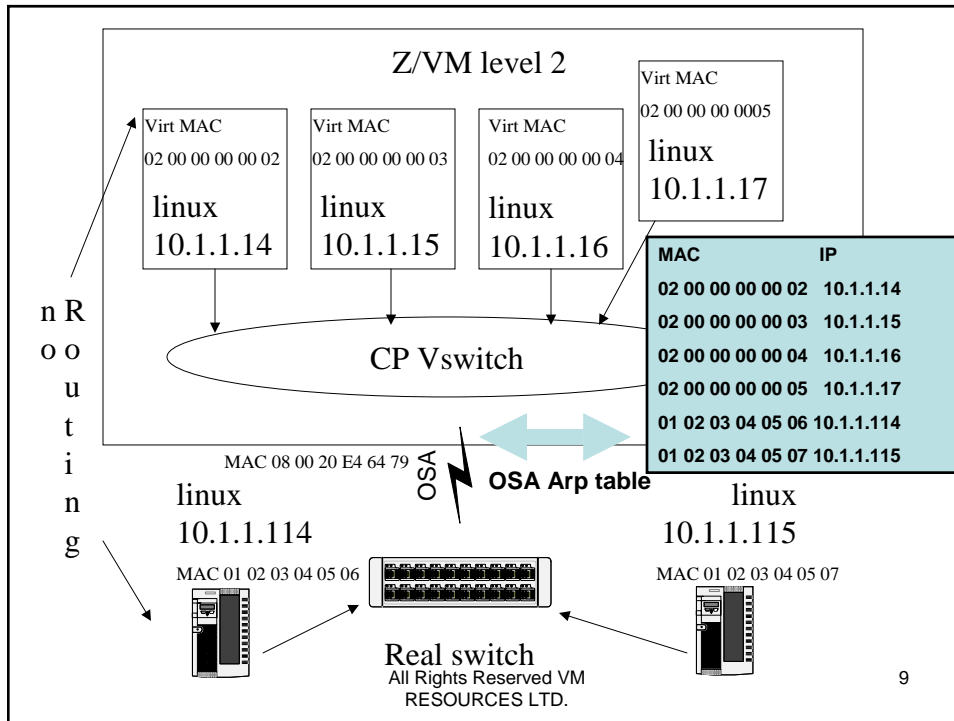 Z/VM level 2
Virt MAC
02 00 00 00 00 02
linux
10.1.1.14
Virt MAC
02 00 00 00 00 03
linux
10.1.1.15
Virt MAC
02 00 00 00 00 04
linux
10.1.1.16
Virt MAC
02 00 00 00 0005
linux
10.1.1.17
MAC IP
02 00 00 00 00 02 10.1.1.14
02 00 00 00 00 03 10.1.1.15
02 00 00 00 00 04 10.1.1.16
02 00 00 00 00 05 10.1.1.17
01 02 03 04 05 06 10.1.1.114
01 02 03 04 05 07 10.1.1.115
no
Routing
CP Vswitch
MAC 08 00 20 E4 64 79
OSA
OSA Arp table
linux
10.1.1.114
MAC 01 02 03 04 05 06
linux
10.1.1.115
MAC 01 02 03 04 05 07
Real switch
All Rights Reserved VM
RESOURCES LTD.
9